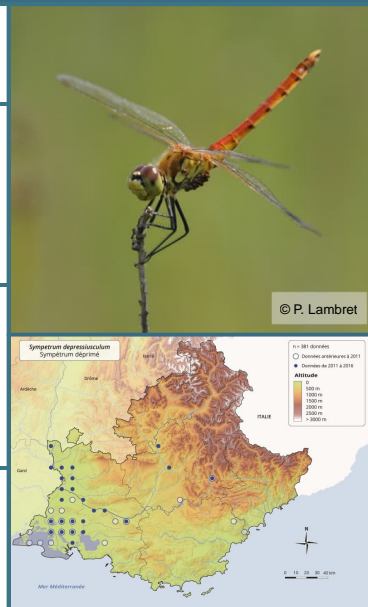 © P. Lambret
Sympetrum depressiusculum
Sympétrum déprimé
n = 381 données
Données antérieures à 2011
Données de 2011 à 2016
Altitude
0
500 m
1000 m
1500 m
2000 m
2500 m
> 3000 m
Isère
Drôme
Ardèche
ITALIE
Gard
N
Mer Méditerranée
0 10 20 30 40 km